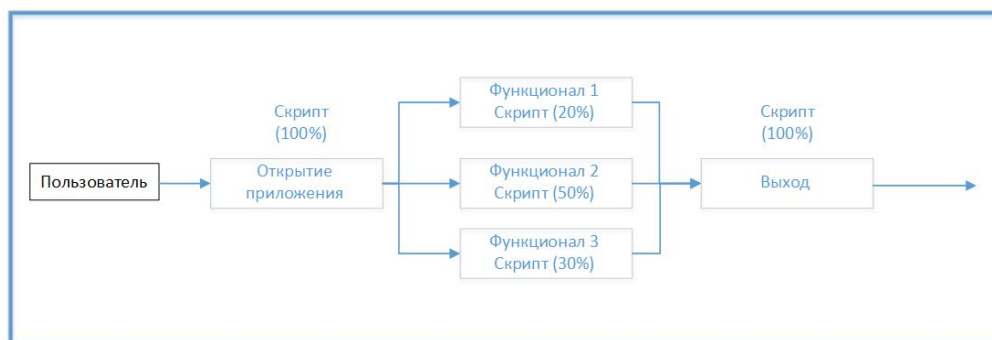 Пользователь
Скрипт
(100%)
Открытие
приложения
Функционал 1
Скрипт (20%)
Функционал 2
Скрипт (50%)
Функционал 3
Скрипт (30%)
Скрипт
(100%)
Выход